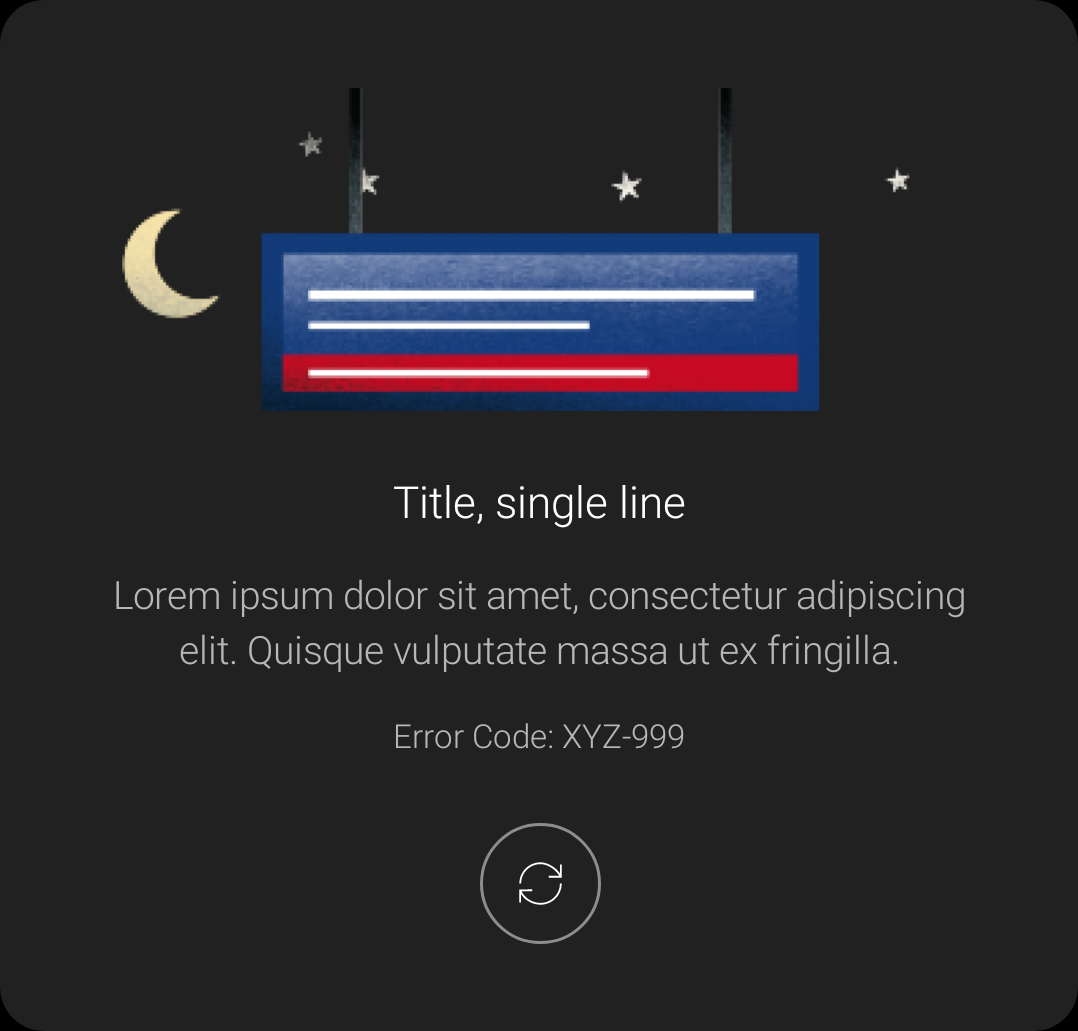 Title, single line
Lorem ipsum dolor sit amet, consectetur adipiscing
elit. Quisque vulputate massa ut ex fringilla.
Error Code: XYZ-999